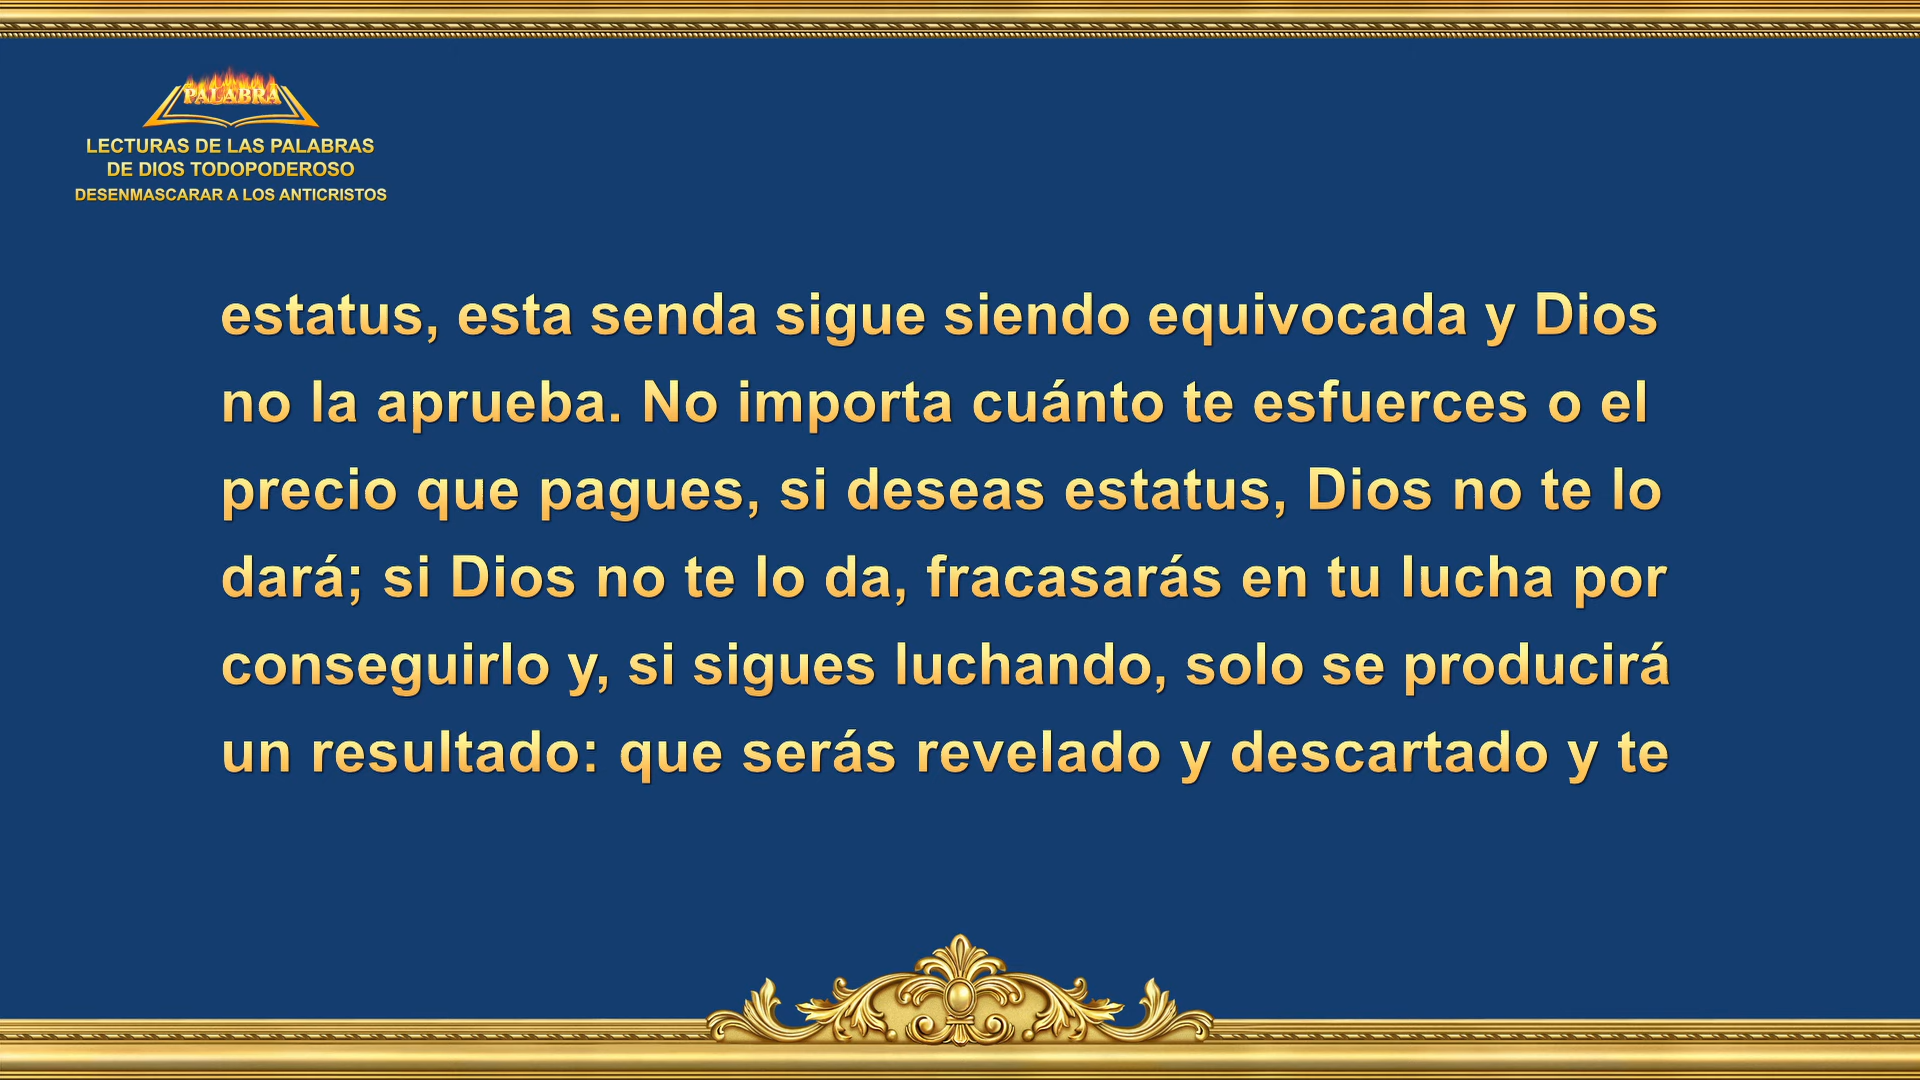 PALABRA
LECTURAS DE LAS PALABRAS
DE DIOS TODOPODEROSO
DESENMASCARAR A LOS ANTICRISTOS
estatus, esta senda sigue siendo equivocada y Dios
no la aprueba. No importa cuánto te esfuerces o el
precio que pagues, si deseas estatus, Dios no te lo
dará; si Dios no te lo da, fracasarás en tu lucha por
conseguirlo y, si sigues luchando, solo se producirá
un resultado: que serás revelado y descartado y te